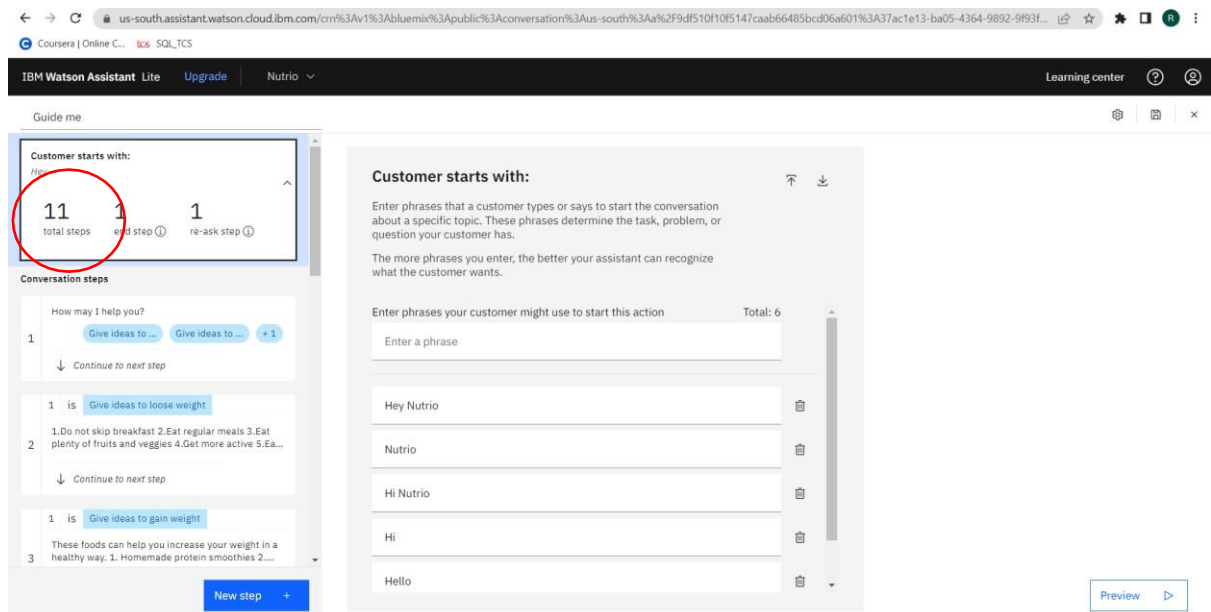 us-south.assistant.watson.cloud.ibm.com/crn%3Av1%3Abluemix%3Apublic%3Aconversation%3Aus-south%3Aa%2F9df510f10f5147caab66485bcd06a601%3A37ac1e13-ba05-4364-9892-9f93f...
R
Coursera | Online C...
tcs SQL_TCS
IBM Watson Assistant Lite
Upgrade
Nutrio
Learning center
Guide me
Customer starts with:
Hey
11
total steps
1
end step
1
re-ask step
Conversation steps
1
How may I help you?
Give ideas to ... Give ideas to ... + 1
Continue to next step
2
1 is Give ideas to loose weight
1.Do not skip breakfast 2.Eat regular meals 3.Eat
plenty of fruits and veggies 4.Get more active 5.Ea...
Continue to next step
3
1 is Give ideas to gain weight
These foods can help you increase your weight in a
healthy way. 1. Homemade protein smoothies 2....
New step +
Customer starts with:
Enter phrases that a customer types or says to start the conversation
about a specific topic. These phrases determine the task, problem, or
question your customer has.
The more phrases you enter, the better your assistant can recognize
what the customer wants.
Enter phrases your customer might use to start this action
Total: 6
Enter a phrase
Hey Nutrio
Nutrio
Hi Nutrio
Hi
Hello
Preview